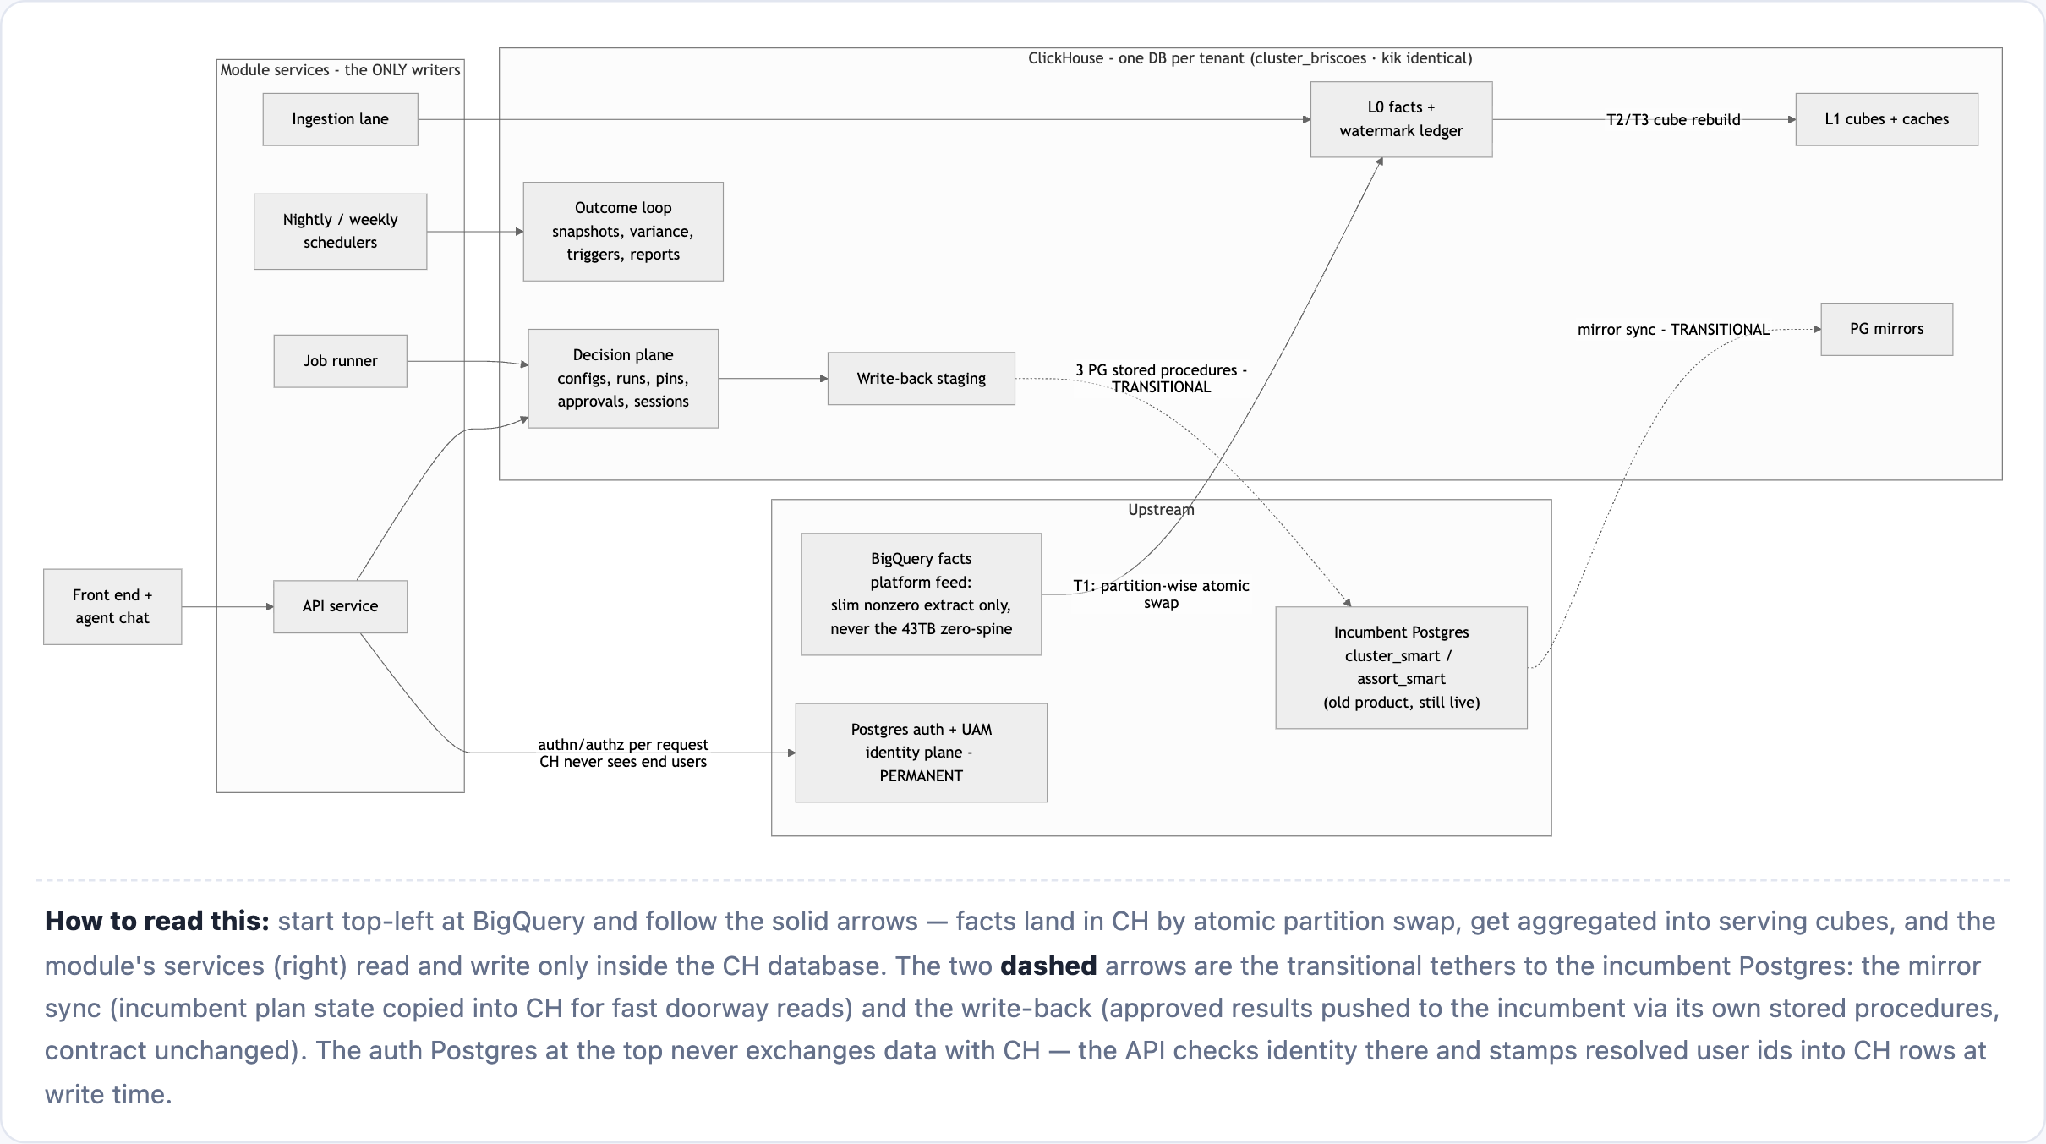 ClickHouse - one DB per tenant (cluster_briscoes · kik identical)
Module services - the ONLY writers
Ingestion lane
L0 facts +
watermark ledger
T2/T3 cube rebuild
L1 cubes + caches
Nightly / weekly
schedulers
Outcome loop
snapshots, variance,
triggers, reports
Job runner
Decision plane
configs, runs, pins,
approvals, sessions
Write-back staging
3 PG stored procedures -
TRANSITIONAL
mirror sync - TRANSITIONAL
PG mirrors
Upstream
Front end +
agent chat
API service
BigQuery facts
platform feed:
slim nonzero extract only,
never the 43TB zero-spine
T1: partition-wise atomic
swap
Incumbent Postgres
cluster_smart /
assort_smart
(old product, still live)
authn/authz per request
CH never sees end users
Postgres auth + UAM
identity plane -
PERMANENT
How to read this: start top-left at BigQuery and follow the solid arrows — facts land in CH by atomic partition swap, get aggregated into serving cubes, and the
module's services (right) read and write only inside the CH database. The two dashed arrows are the transitional tethers to the incumbent Postgres: the mirror
sync (incumbent plan state copied into CH for fast doorway reads) and the write-back (approved results pushed to the incumbent via its own stored procedures,
contract unchanged). The auth Postgres at the top never exchanges data with CH — the API checks identity there and stamps resolved user ids into CH rows at
write time.